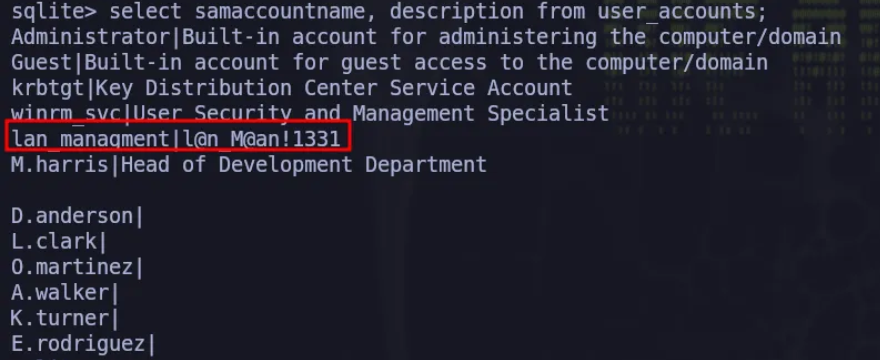 sqlite> select samaccountname, description from user_accounts;
Administrator|Built-in account for administering the computer/domain
Guest|Built-in account for guest access to the computer/domain
krbtgt|Key Distribution Center Service Account
winrm_svc|User Security and Management Specialist
lan_managment|l@n_M@an!1331
M.harris|Head of Development Department
D.anderson|
L.clark|
O.martinez|
A.walker|
K.turner|
E.rodriguez|